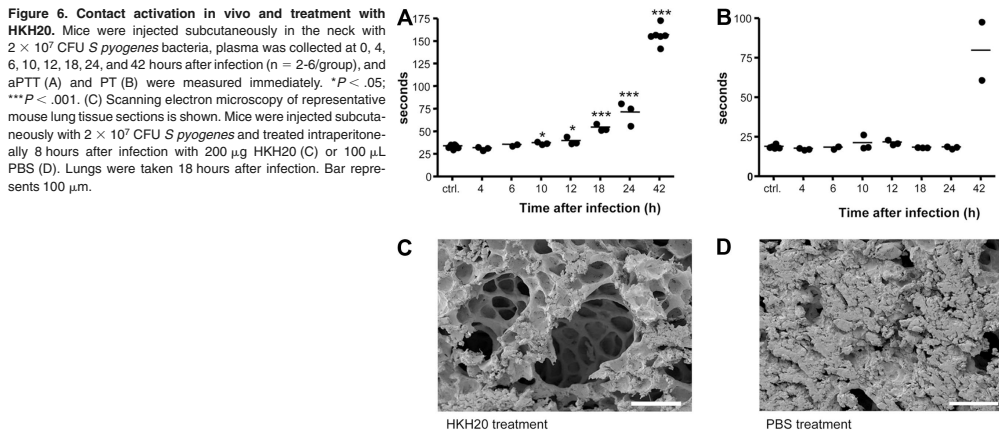 Figure 6. Contact activation in vivo and treatment with
HKH20. Mice were injected subcutaneously in the neck with
2 × 10⁷ CFU S pyogenes bacteria, plasma was collected at 0, 4,
6, 10, 12, 18, 24, and 42 hours after infection (n = 2-6/group), and
aPTT (A) and PT (B) were measured immediately. *P < .05;
***P < .001. (C) Scanning electron microscopy of representative
mouse lung tissue sections is shown. Mice were injected subcuta-
neously with 2 × 10⁷ CFU S pyogenes and treated intraperitone-
ally 8 hours after infection with 200 μg HKH20 (C) or 100 μL
PBS (D). Lungs were taken 18 hours after infection. Bar repre-
sents 100 μm.
A
seconds
175
150
125
100
75
50
25
0
* * *** *** ***
ctrl. 4 6 10 12 18 24 42
Time after infection (h)
B
seconds
100
75
50
25
0
ctrl. 4 6 10 12 18 24 42
Time after infection (h)
C
HKH20 treatment
D
PBS treatment